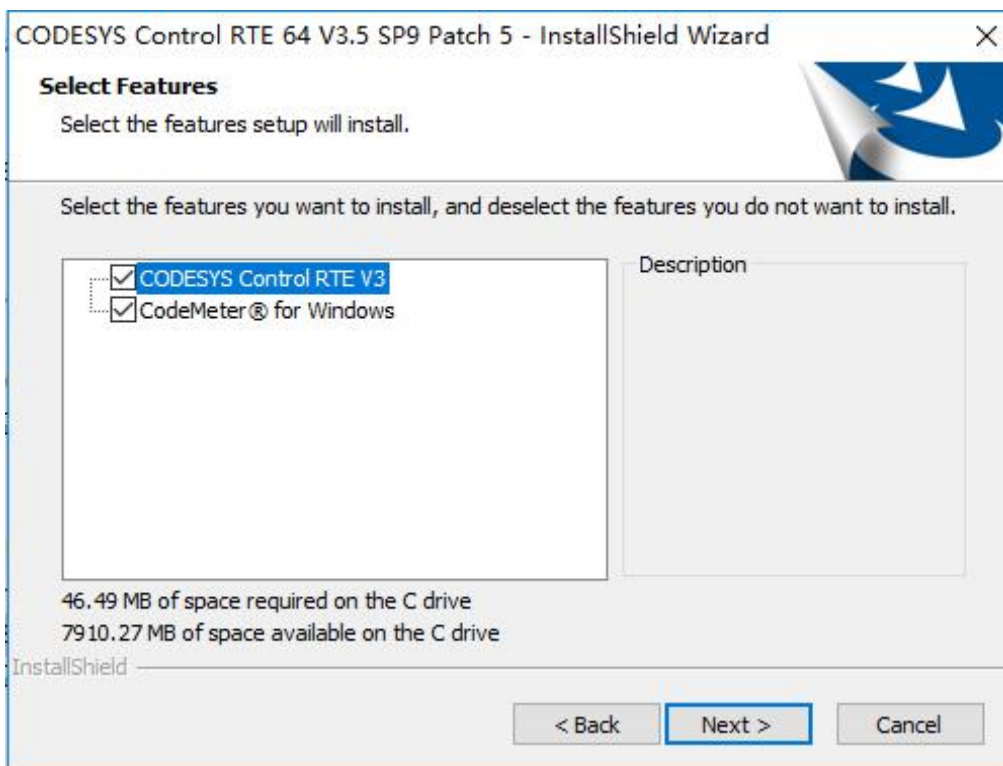 CODESYS Control RTE 64 V3.5 SP9 Patch 5 - InstallShield Wizard
Select Features
Select the features setup will install.
Select the features you want to install, and deselect the features you do not want to install.
CODESYS Control RTE V3
CodeMeter® for Windows
Description
46.49 MB of space required on the C drive
7910.27 MB of space available on the C drive
InstallShield
< Back
Next >
Cancel